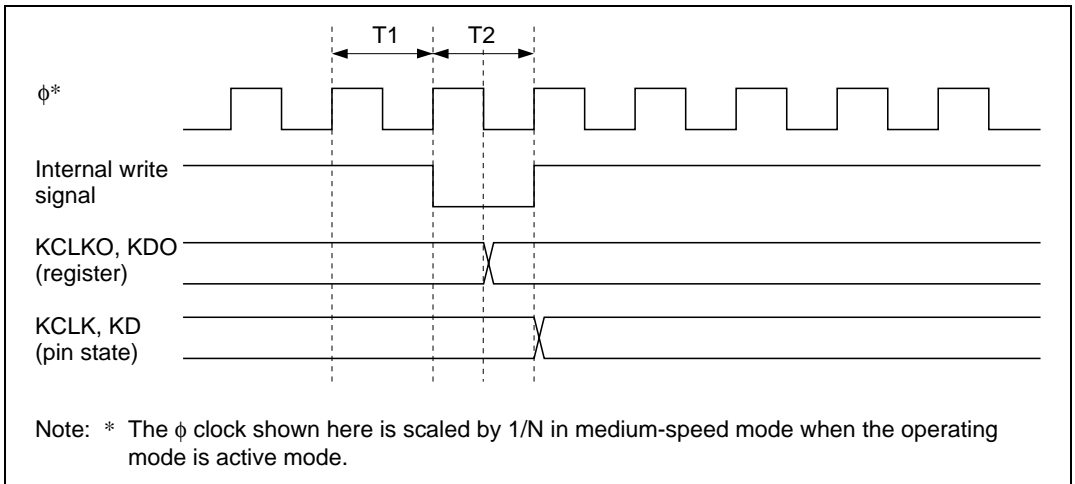 T1 T2
ϕ*
Internal write
signal
KCLKO, KDO
(register)
KCLK, KD
(pin state)
Note: * The ϕ clock shown here is scaled by 1/N in medium-speed mode when the operating
mode is active mode.